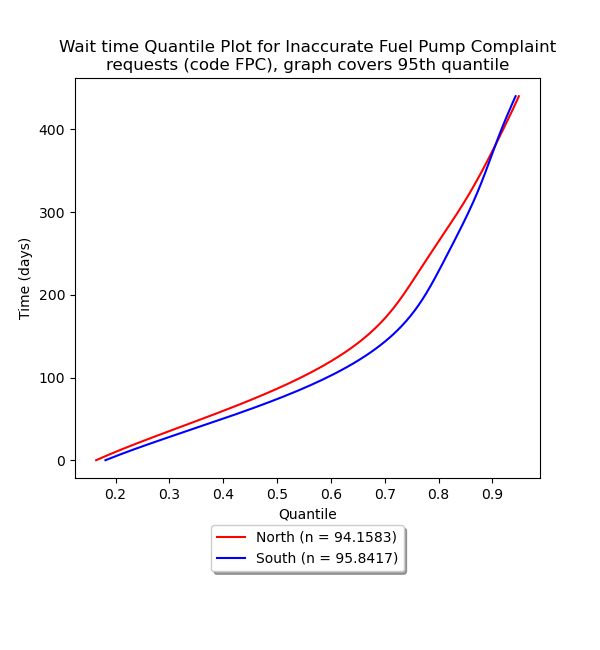 Wait time Quantile Plot for Inaccurate Fuel Pump Complaint
requests (code FPC), graph covers 95th quantile
400
300
200
100
0
Time (days)
0.2 0.3 0.4 0.5 0.6 0.7 0.8 0.9
Quantile
North (n = 94.1583)
South (n = 95.8417)